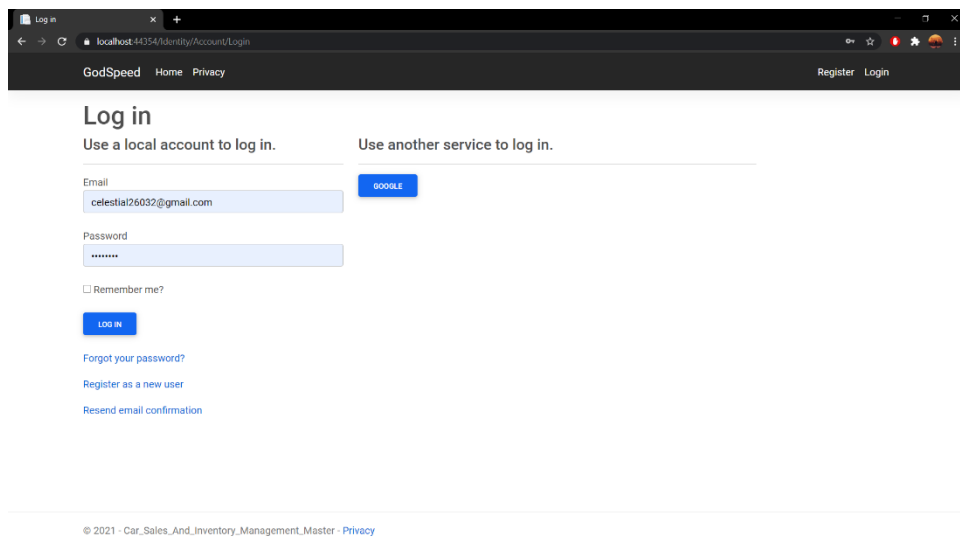 Log in
localhost:44354/Identity/Account/Login
GodSpeed Home Privacy Register Login
Log in
Use a local account to log in.
Use another service to log in.
Email
celestial26032@gmail.com
Password
Remember me?
LOG IN
Forgot your password?
Register as a new user
Resend email confirmation
GOOGLE
© 2021 - Car_Sales_And_Inventory_Management_Master - Privacy